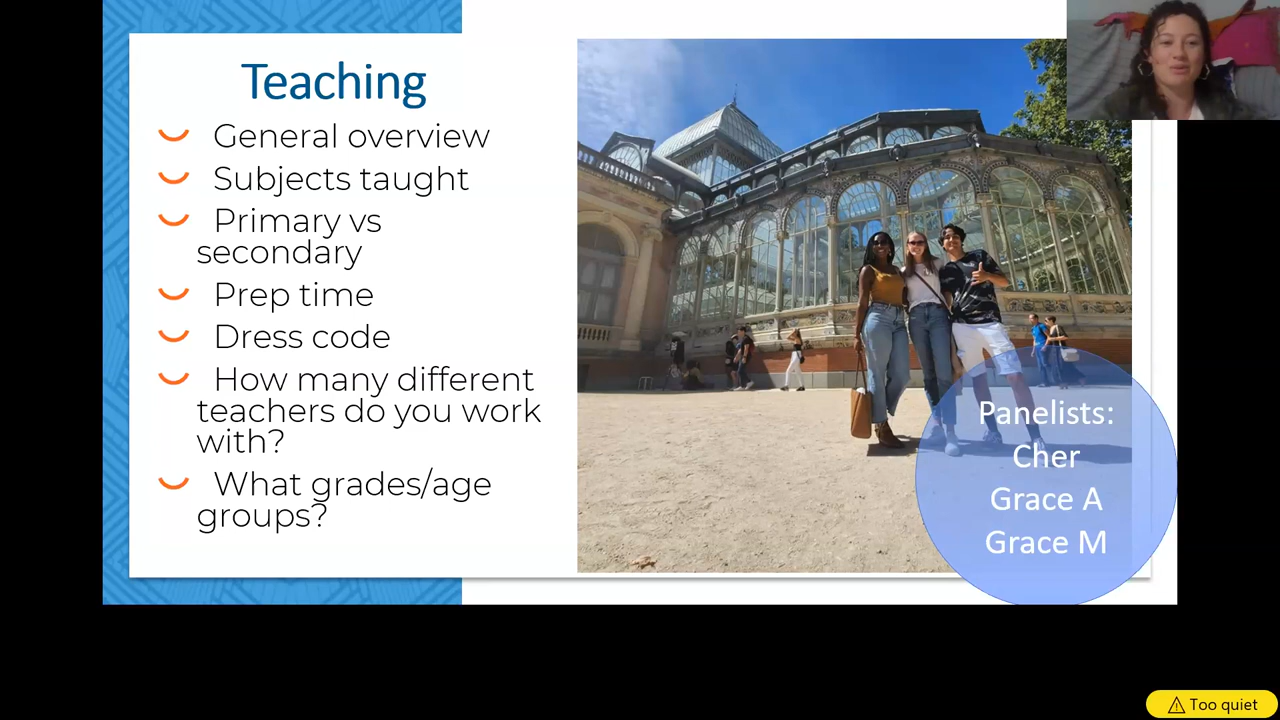 Teaching
General overview
Subjects taught
Primary vs
secondary
Prep time
Dress code
How many different
teachers do you work
with?
What grades/age
groups?
Panelists:
Cher
Grace A
Grace M
Too quiet